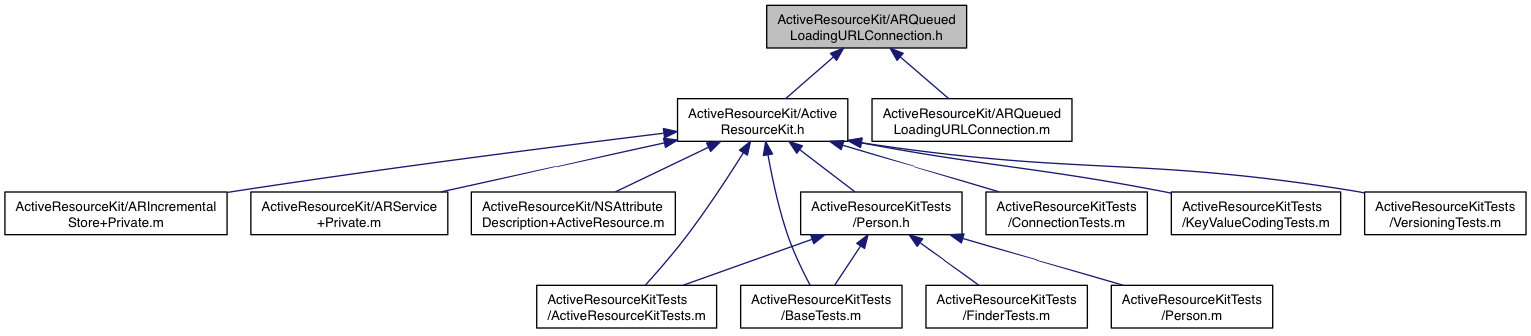 ActiveResourceKit/ARQueued
LoadingURLConnection.h
ActiveResourceKit/Active
ResourceKit.h
ActiveResourceKit/ARQueued
LoadingURLConnection.m
ActiveResourceKit/ARIncremental
Store+Private.m
ActiveResourceKit/ARService
+Private.m
ActiveResourceKit/NSAttribute
Description+ActiveResource.m
ActiveResourceKitTests
/Person.h
ActiveResourceKitTests
/ConnectionTests.m
ActiveResourceKitTests
/KeyValueCodingTests.m
ActiveResourceKitTests
/VersioningTests.m
ActiveResourceKitTests
/ActiveResourceKitTests.m
ActiveResourceKitTests
/BaseTests.m
ActiveResourceKitTests
/FinderTests.m
ActiveResourceKitTests
/Person.m